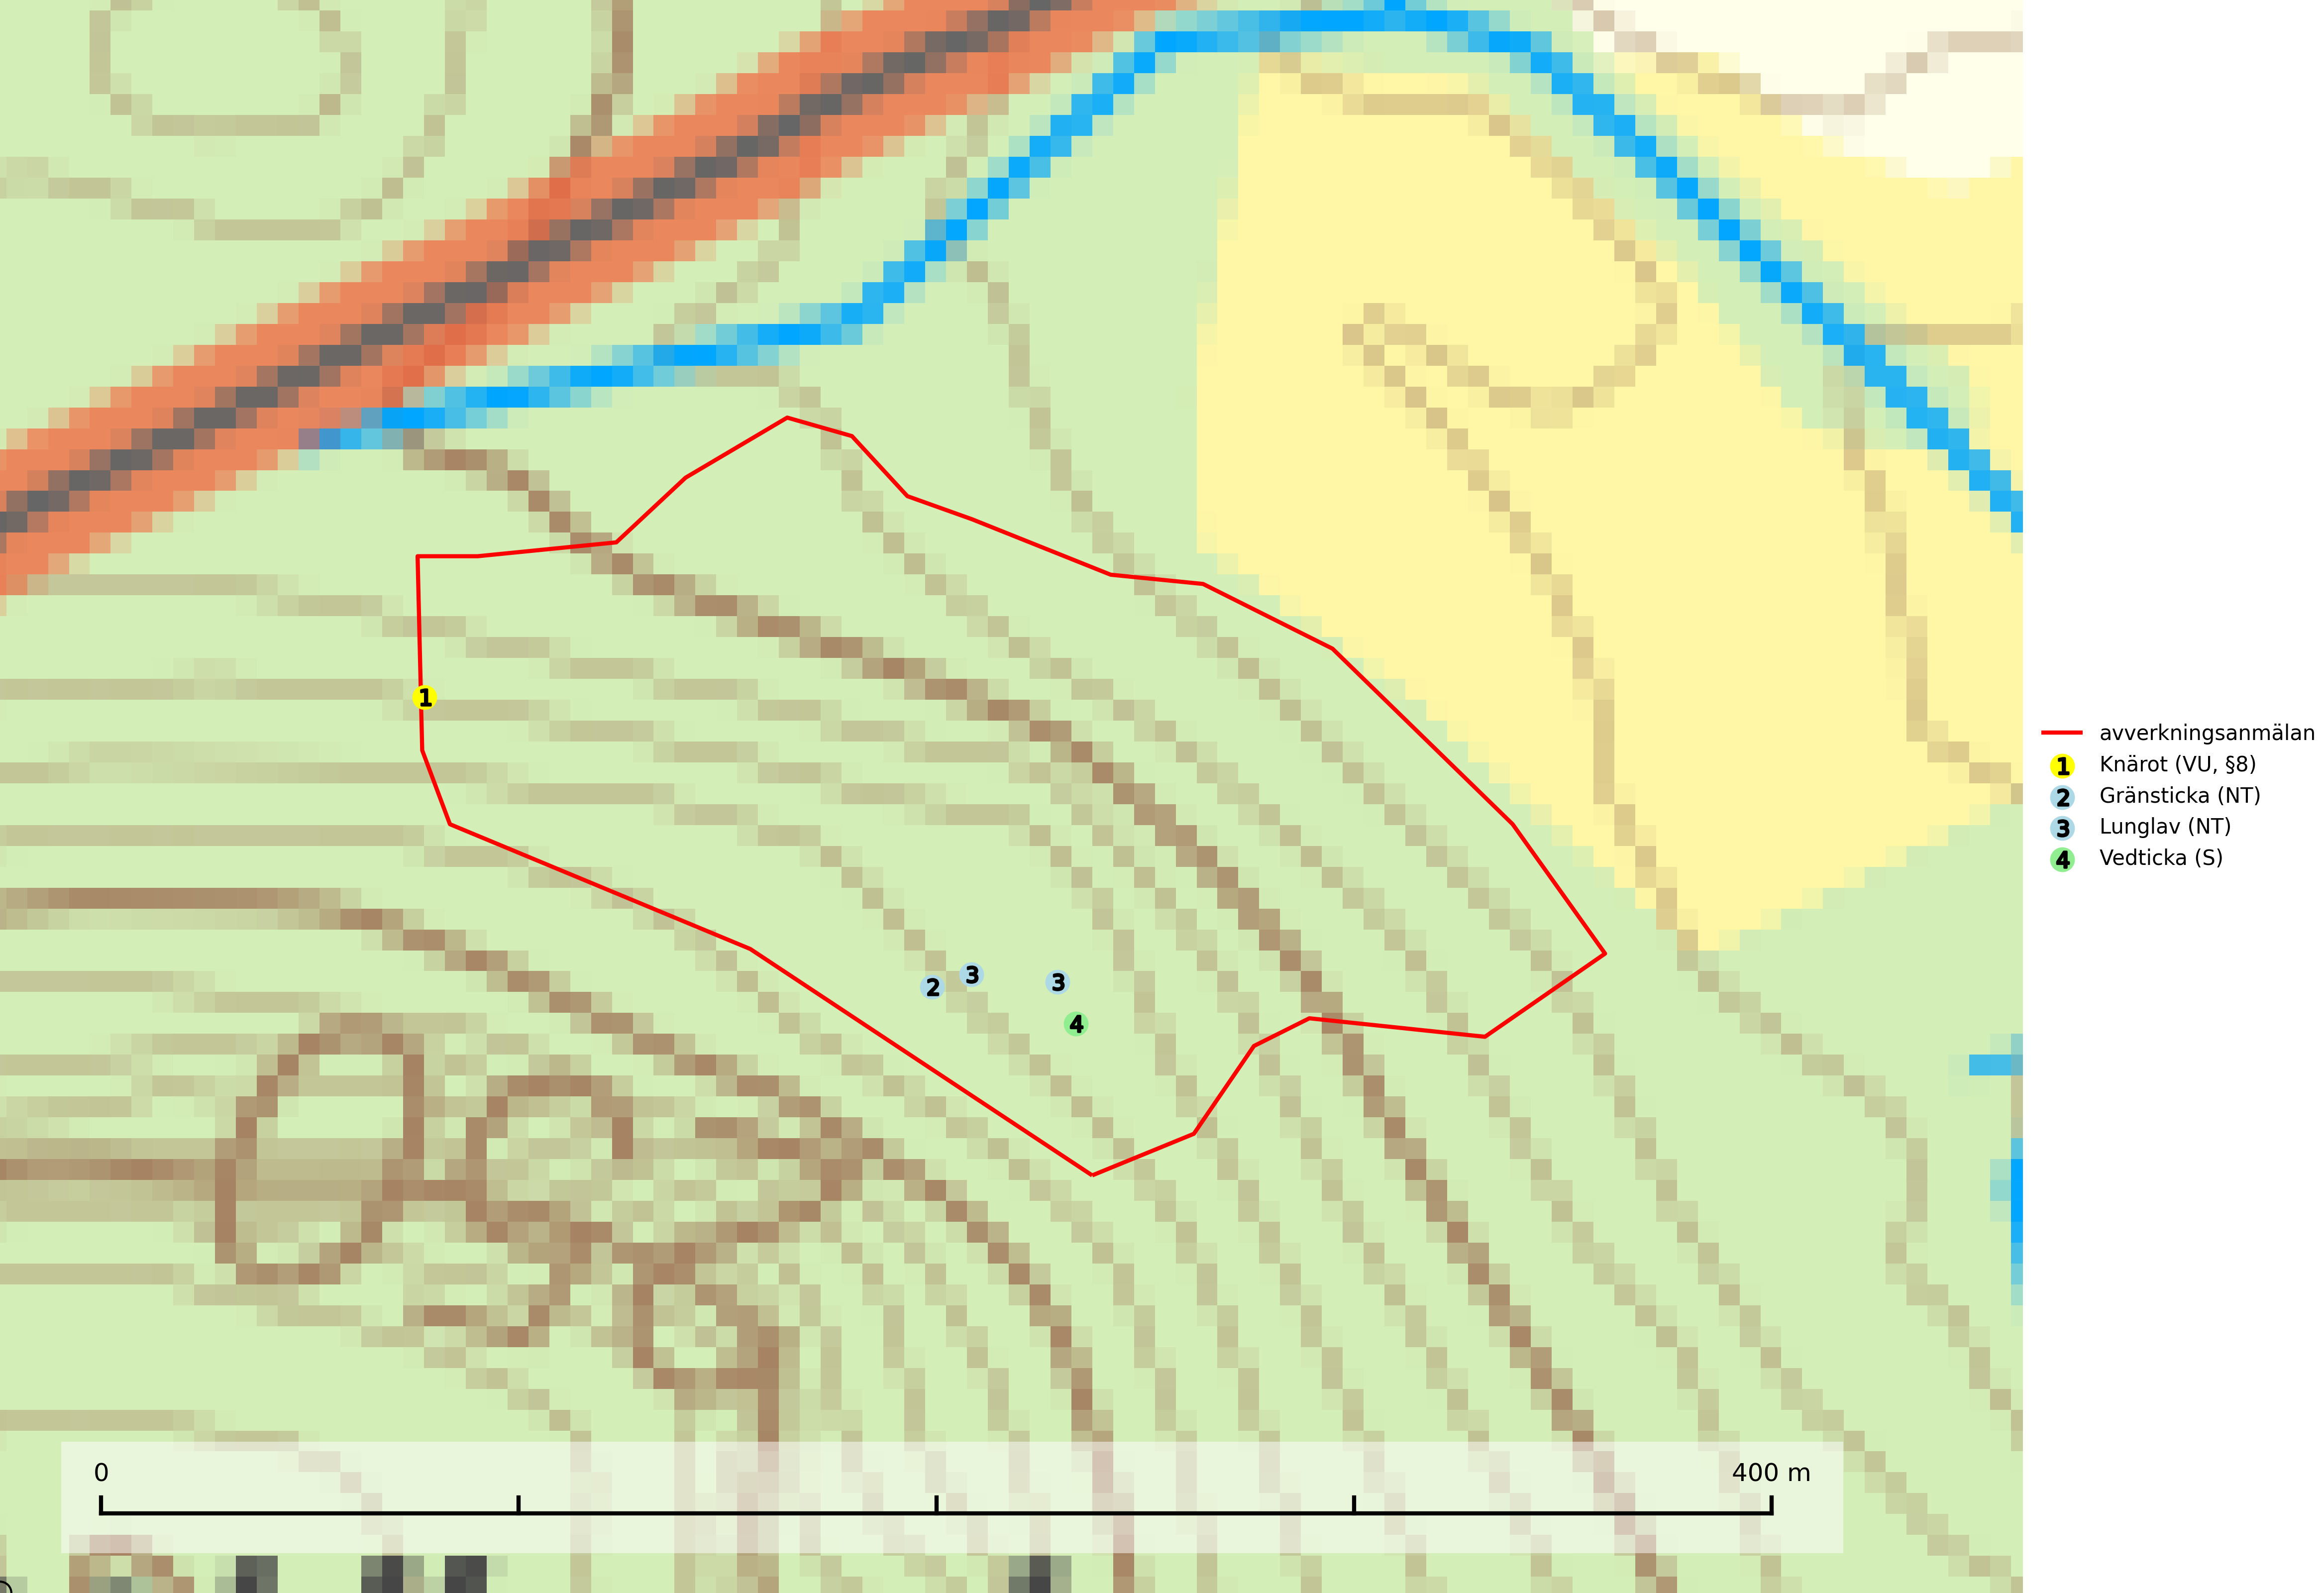 1
2
3
3
4
avverkningsanmälan
1 Knärot (VU, §8)
2 Gränsticka (NT)
3 Lunglav (NT)
4 Vedticka (S)
0 400 m